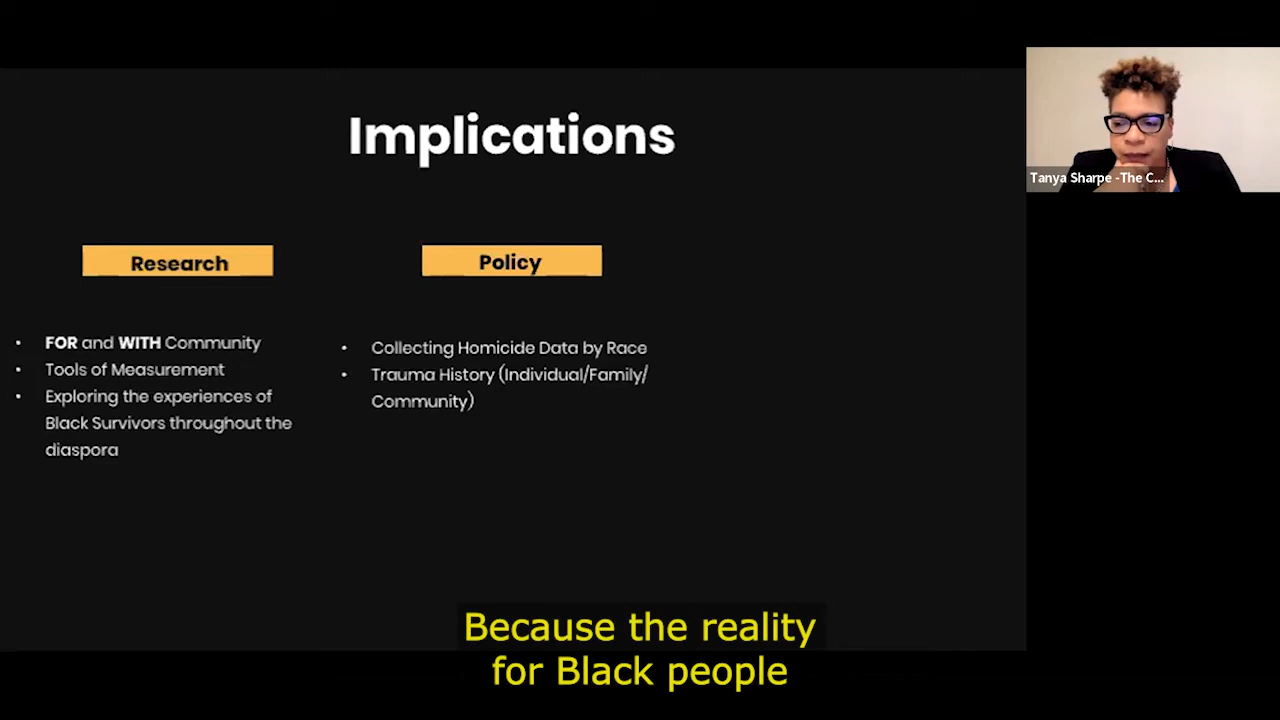 Implications
Research
• FOR and WITH Community
• Tools of Measurement
• Exploring the experiences of
Black Survivors throughout the
diaspora
Policy
• Collecting Homicide Data by Race
• Trauma History (Individual/Family/
Community)
Tanya Sharpe -The C...
Because the reality
for Black people